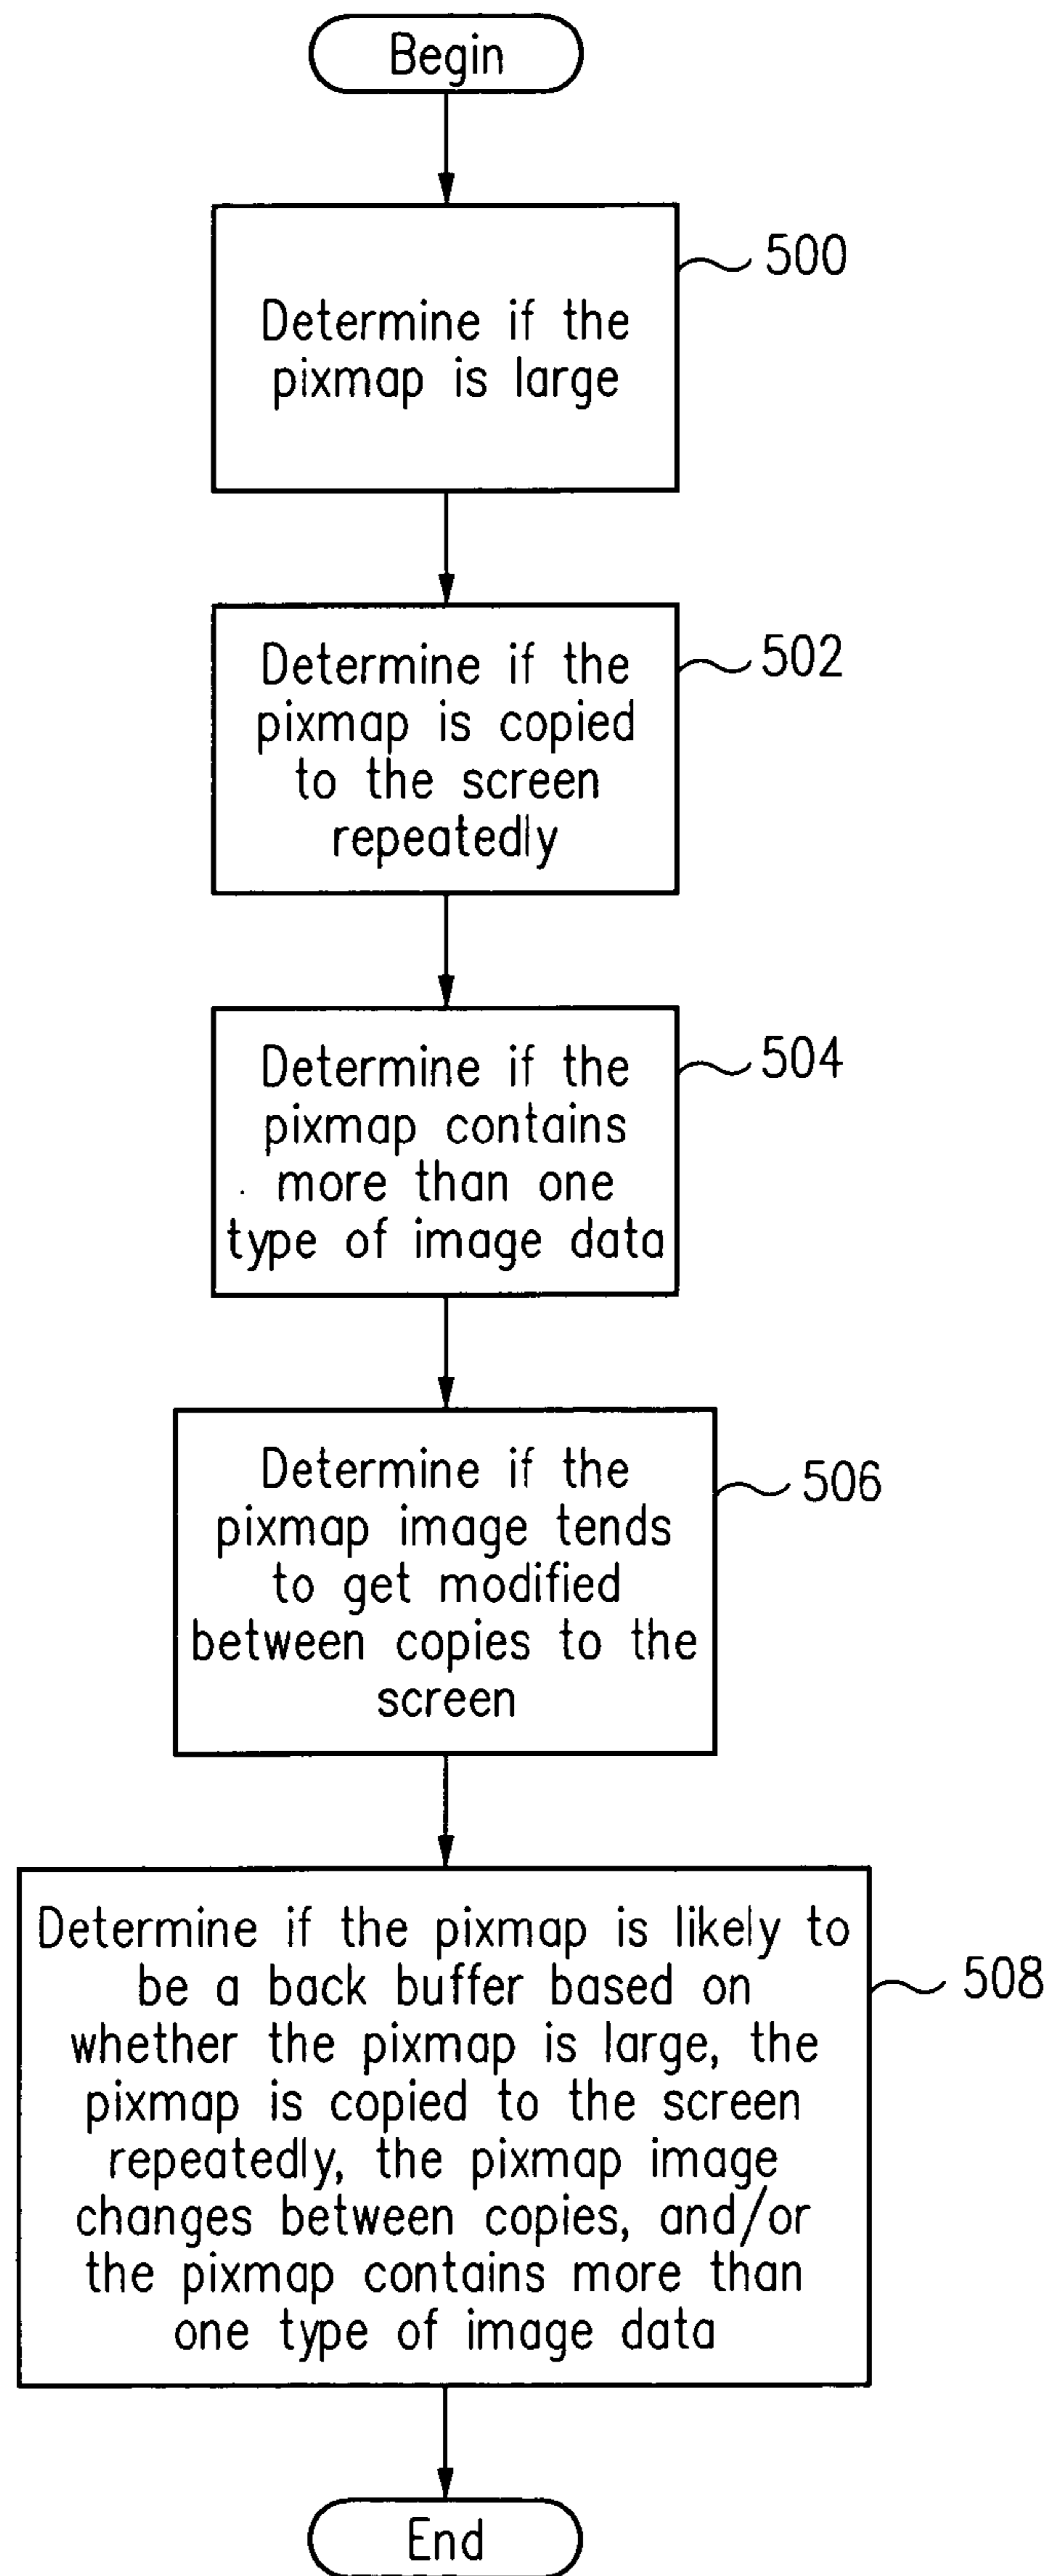 Begin
500
Determine if the
pixmap is large
502
Determine if the
pixmap is copied
to the screen
repeatedly
504
Determine if the
pixmap contains
more than one
type of image data
506
Determine if the
pixmap image tends
to get modified
between copies to the
screen
508
Determine if the pixmap is likely to
be a back buffer based on
whether the pixmap is large, the
pixmap is copied to the screen
repeatedly, the pixmap image
changes between copies, and/or
the pixmap contains more than
one type of image data
End